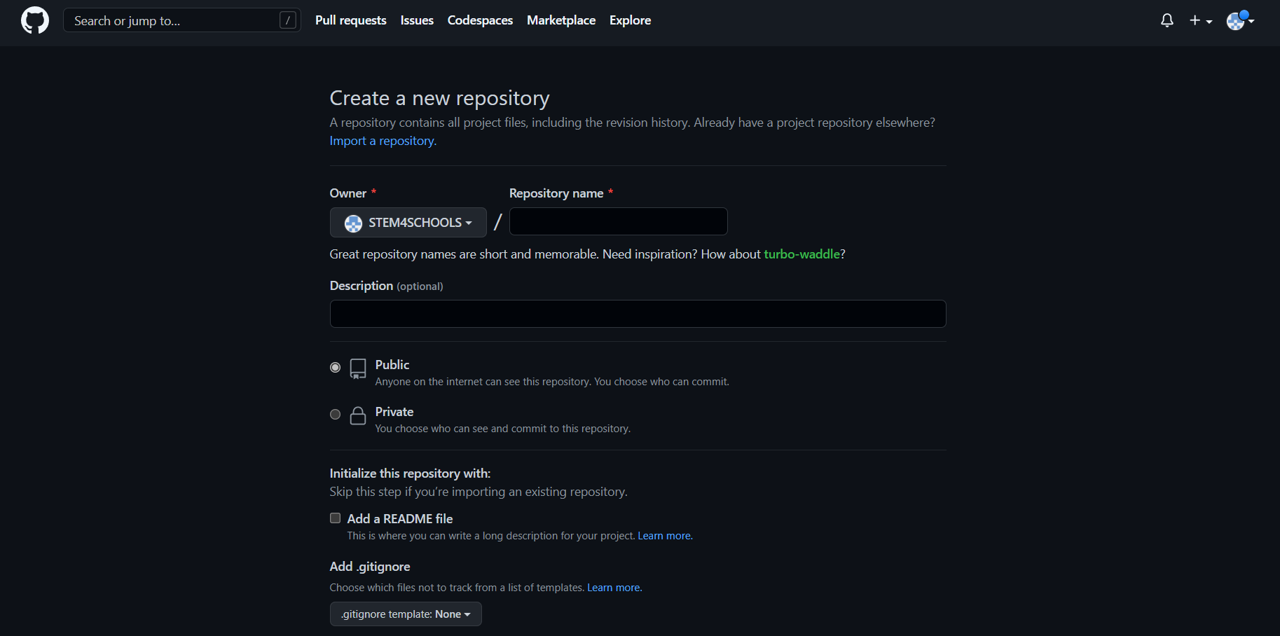 Search or jump to... / Pull requests Issues Codespaces Marketplace Explore
Create a new repository
A repository contains all project files, including the revision history. Already have a project repository elsewhere?
Import a repository.
Owner * Repository name *
STEM4SCHOOLS /
Great repository names are short and memorable. Need inspiration? How about turbo-waddle?
Description (optional)
Public
Anyone on the internet can see this repository. You choose who can commit.
Private
You choose who can see and commit to this repository.
Initialize this repository with:
Skip this step if you're importing an existing repository.
Add a README file
This is where you can write a long description for your project. Learn more.
Add .gitignore
Choose which files not to track from a list of templates. Learn more.
.gitignore template: None